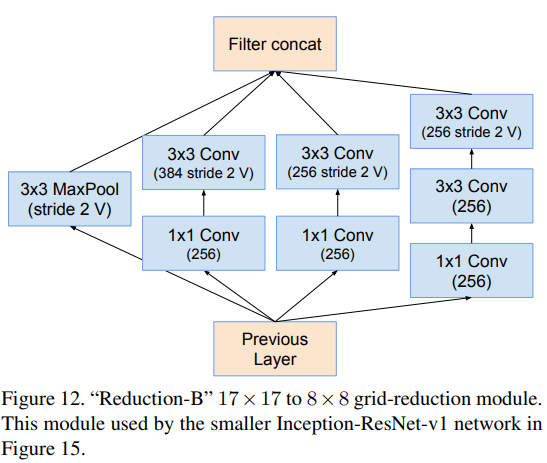 Filter concat
3x3 MaxPool
(stride 2 V)
3x3 Conv
(384 stride 2 V)
1x1 Conv
(256)
3x3 Conv
(256 stride 2 V)
1x1 Conv
(256)
3x3 Conv
(256 stride 2 V)
3x3 Conv
(256)
1x1 Conv
(256)
Previous
Layer
Figure 12. “Reduction-B” 17 × 17 to 8 × 8 grid-reduction module.
This module used by the smaller Inception-ResNet-v1 network in
Figure 15.